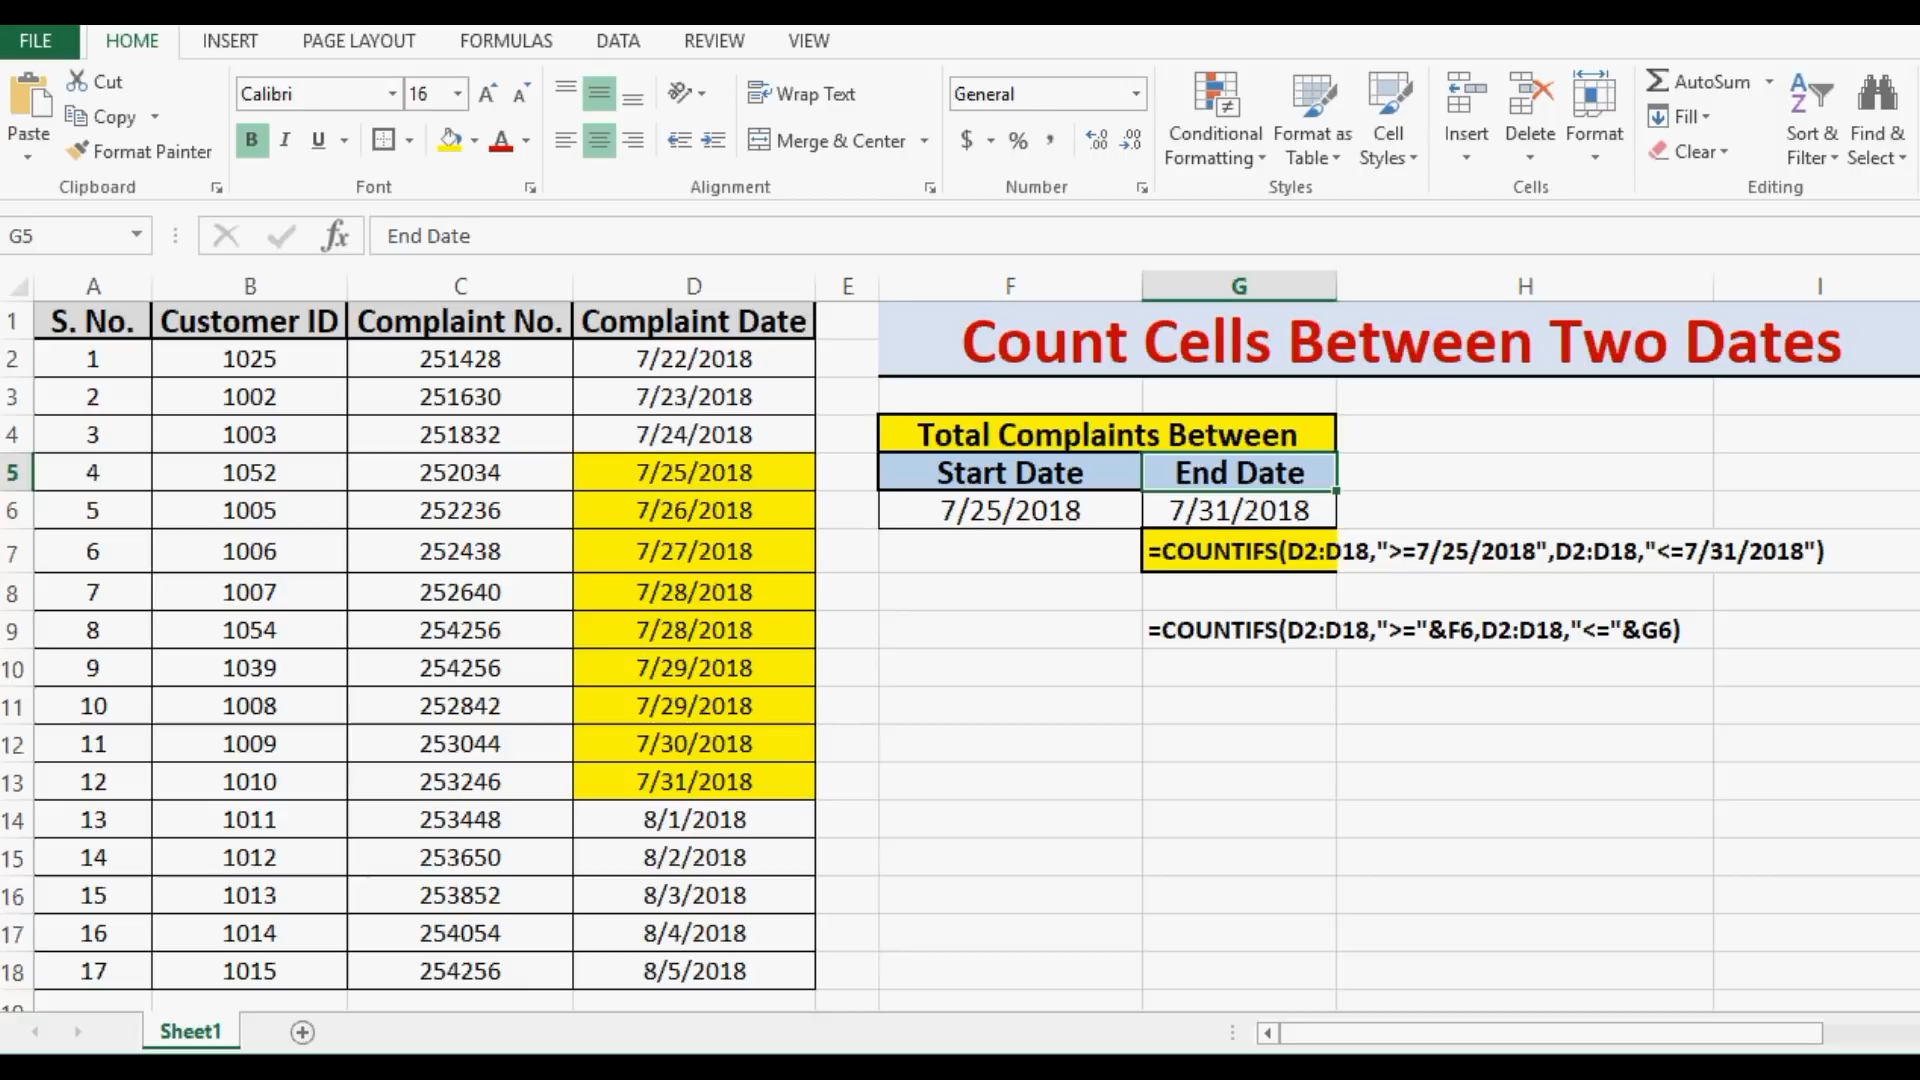 FILE HOME INSERT PAGE LAYOUT FORMULAS DATA REVIEW VIEW
Cut
Copy
Format Painter
Paste
Clipboard
Calibri 16 A A
B I U A
Font
Wrap Text
Merge & Center
Alignment
General
$ % , .0 .00 .00 .0
Number
Conditional Formatting
Format as Table
Cell Styles
Styles
Insert Delete Format
Cells
AutoSum
Fill
Clear
A Z
Sort & Filter
Find & Select
Editing
G5 fx End Date
A B C D E F G H I
1 S. No. Customer ID Complaint No. Complaint Date Count Cells Between Two Dates
2 1 1025 251428 7/22/2018
3 2 1002 251630 7/23/2018
4 3 1003 251832 7/24/2018 Total Complaints Between
5 4 1052 252034 7/25/2018 Start Date End Date
6 5 1005 252236 7/26/2018 7/25/2018 7/31/2018
7 6 1006 252438 7/27/2018 =COUNTIFS(D2:D18,">=7/25/2018",D2:D18,"<=7/31/2018")
8 7 1007 252640 7/28/2018
9 8 1054 254256 7/28/2018 =COUNTIFS(D2:D18,">="&F6,D2:D18,"<="&G6)
10 9 1039 254256 7/29/2018
11 10 1008 252842 7/29/2018
12 11 1009 253044 7/30/2018
13 12 1010 253246 7/31/2018
14 13 1011 253448 8/1/2018
15 14 1012 253650 8/2/2018
16 15 1013 253852 8/3/2018
17 16 1014 254054 8/4/2018
18 17 1015 254256 8/5/2018
Sheet1